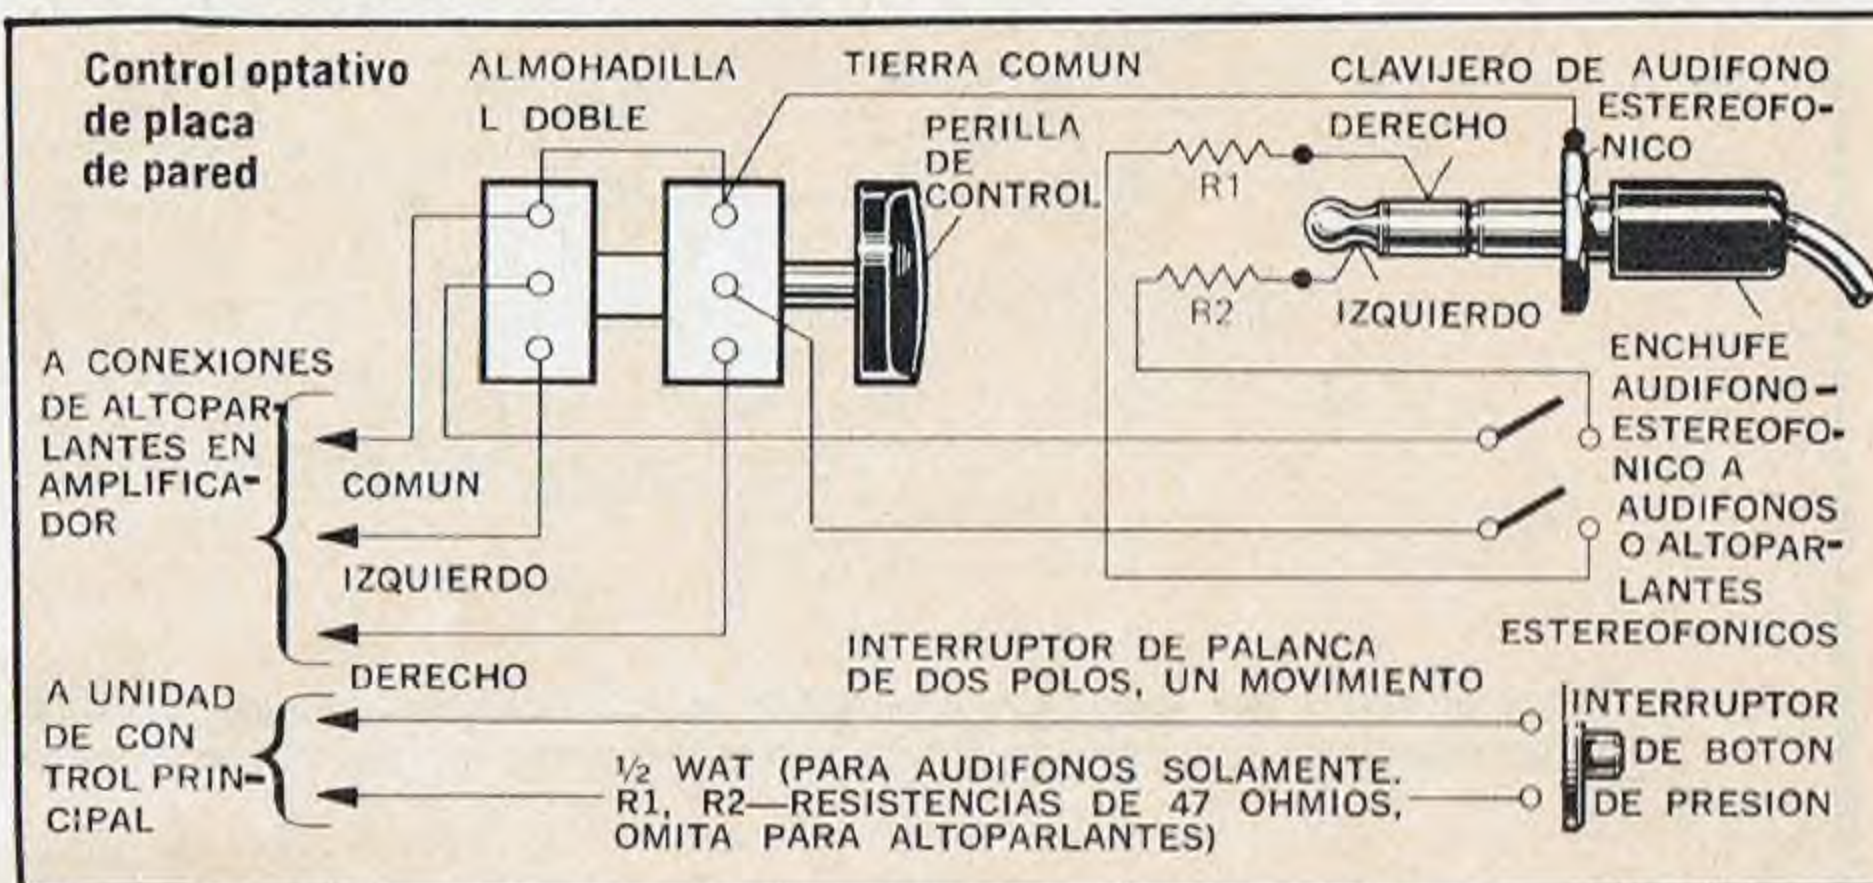 Control optativo
de placa
de pared
ALMOHADILLA
L DOBLE
TIERRA COMUN
PERILLA
DE
CONTROL
CLAVIJERO DE AUDIFONO
ESTEREOFO-
NICO
DERECHO
R1
R2
IZQUIERDO
ENCHUFE
AUDIFONO-
ESTEREOFO-
NICO A
AUDIFONOS
O ALTOPAR-
LANTES
ESTEREOFONICOS
A CONEXIONES
DE ALTOPAR-
LANTES EN
AMPLIFICA-
DOR
COMUN
IZQUIERDO
DERECHO
INTERRUPTOR DE PALANCA
DE DOS POLOS, UN MOVIMIENTO
A UNIDAD
DE CON
TROL PRIN-
CIPAL
½ WAT (PARA AUDIFONOS SOLAMENTE.
R1, R2—RESISTENCIAS DE 47 OHMIOS,
OMITA PARA ALTOPARLANTES)
INTERRUPTOR
DE BOTON
DE PRESION